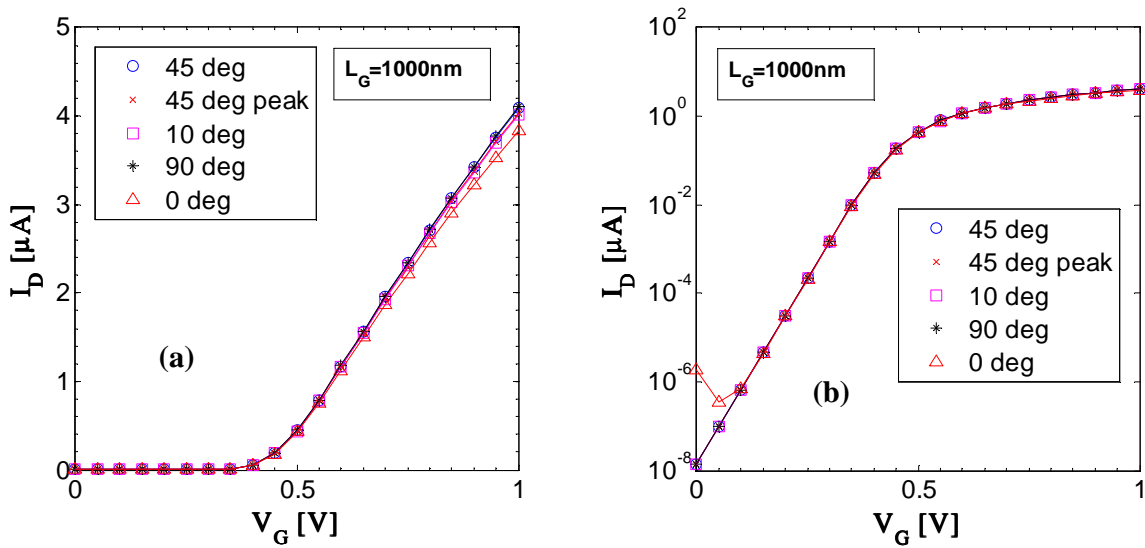 5
4
3
2
1
0
I_D [μA]
45 deg
45 deg peak
10 deg
90 deg
0 deg
L_G=1000nm
(a)
0 0.5 1
V_G [V]
10^2
10^0
10^-2
10^-4
10^-6
10^-8
I_D [μA]
L_G=1000nm
45 deg
45 deg peak
10 deg
90 deg
0 deg
(b)
0 0.5 1
V_G [V]